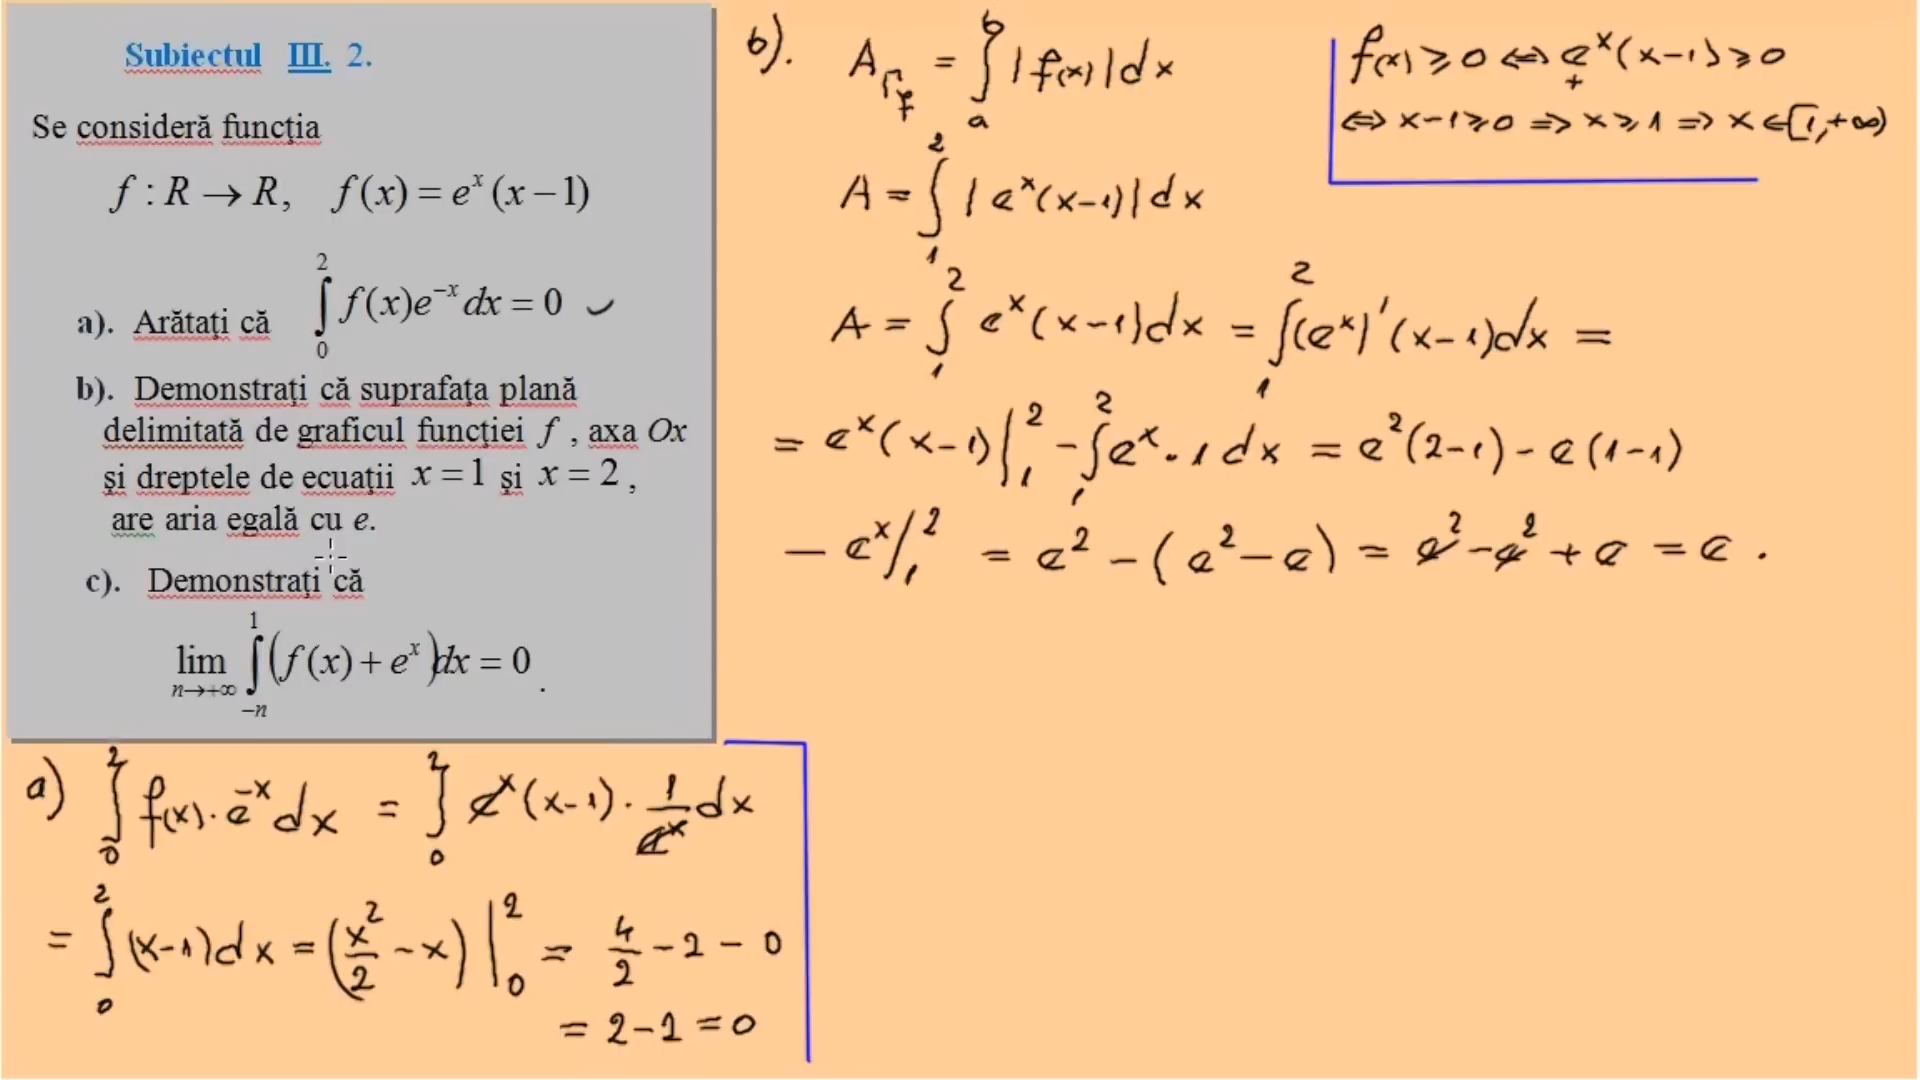 Subiectul III. 2.
Se consideră funcția
f : R → R, f(x) = e^x (x − 1)
a). Arătați că ∫_0^2 f(x)e^{−x} dx = 0
b). Demonstrați că suprafața plană
delimitată de graficul funcției f , axa Ox
și dreptele de ecuații x = 1 și x = 2 ,
are aria egală cu e.
c). Demonstrați că
lim_{n→+∞} ∫_{−n}^1 (f(x) + e^x) dx = 0 .
a) ∫_0^2 f(x) · e^{−x} dx = ∫_0^2 e^x (x−1) · 1/e^x dx
= ∫_0^2 (x−1) dx = (x^2/2 − x) |_0^2 = 4/2 − 2 − 0
= 2−2 = 0
b). A_{Γ_f} = ∫_a^b | f(x) | dx
A = ∫_1^2 | e^x (x−1) | dx
A = ∫_1^2 e^x (x−1) dx = ∫_1^2 (e^x)' (x−1) dx =
= e^x (x−1) |_1^2 − ∫_1^2 e^x · 1 dx = e^2 (2−1) − e (1−1)
− e^x |_1^2 = e^2 − (e^2 − e) = e^2 − e^2 + e = e .
f(x) ≥ 0 ⇔ e^x (x−1) ≥ 0
+
⇔ x−1 ≥ 0 ⇒ x ≥ 1 ⇒ x ∈ [1, +∞)